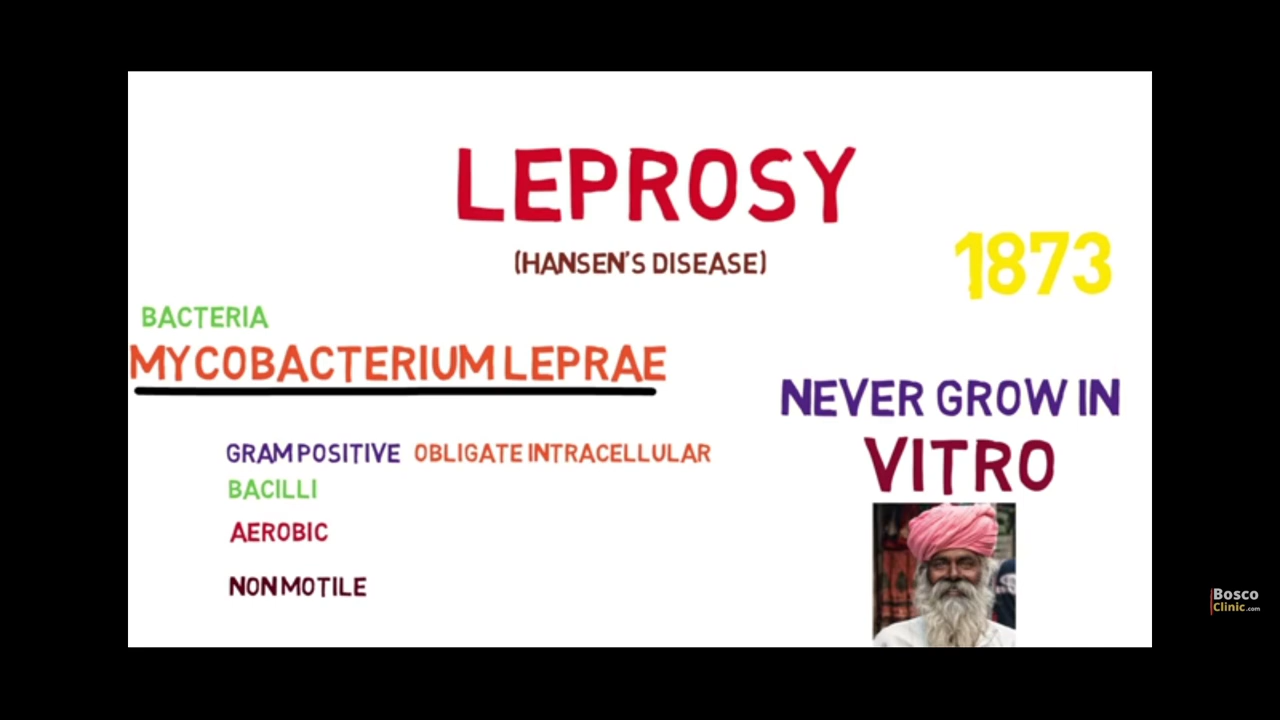 LEPROSY
(HANSEN'S DISEASE)
1873
BACTERIA
MYCOBACTERIUM LEPRAE
NEVER GROW IN
VITRO
GRAM POSITIVE OBLIGATE INTRACELLULAR
BACILLI
AEROBIC
NON MOTILE
Bosco
Clinic.com